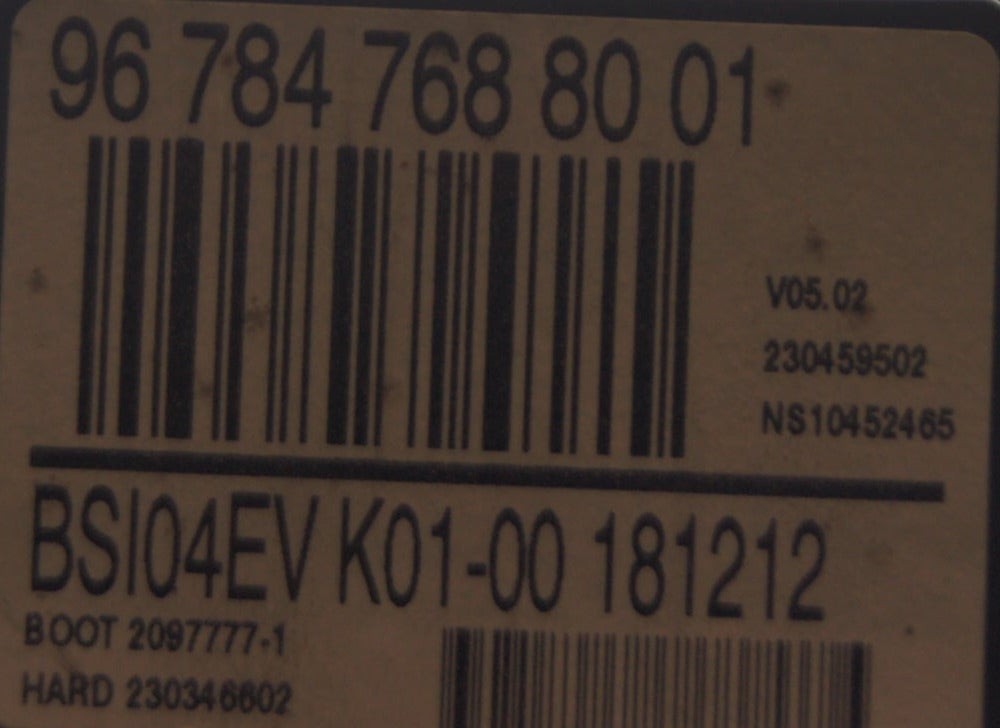 96 784 768 80 01
V05.02
230459502
NS10452465
BSI04EV K01-00 181212
BOOT 2097777-1
HARD 230346602